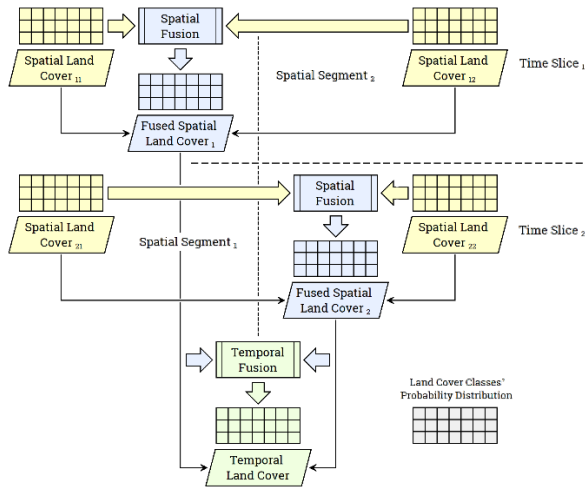 Spatial
Fusion
Spatial Land
Cover 11
Spatial Segment 2
Spatial Land
Cover 12
Time Slice 1
Fused Spatial
Land Cover 1
Spatial
Fusion
Spatial Land
Cover 21
Spatial Segment 1
Spatial Land
Cover 22
Time Slice 2
Fused Spatial
Land Cover 2
Temporal
Fusion
Land Cover Classes'
Probability Distribution
Temporal
Land Cover